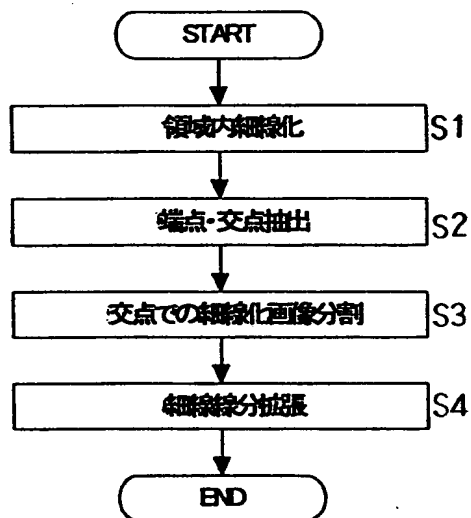 START
領域内細線化 S1
端点・交点抽出 S2
交点での細線化画像分割 S3
細線線分拡張 S4
END